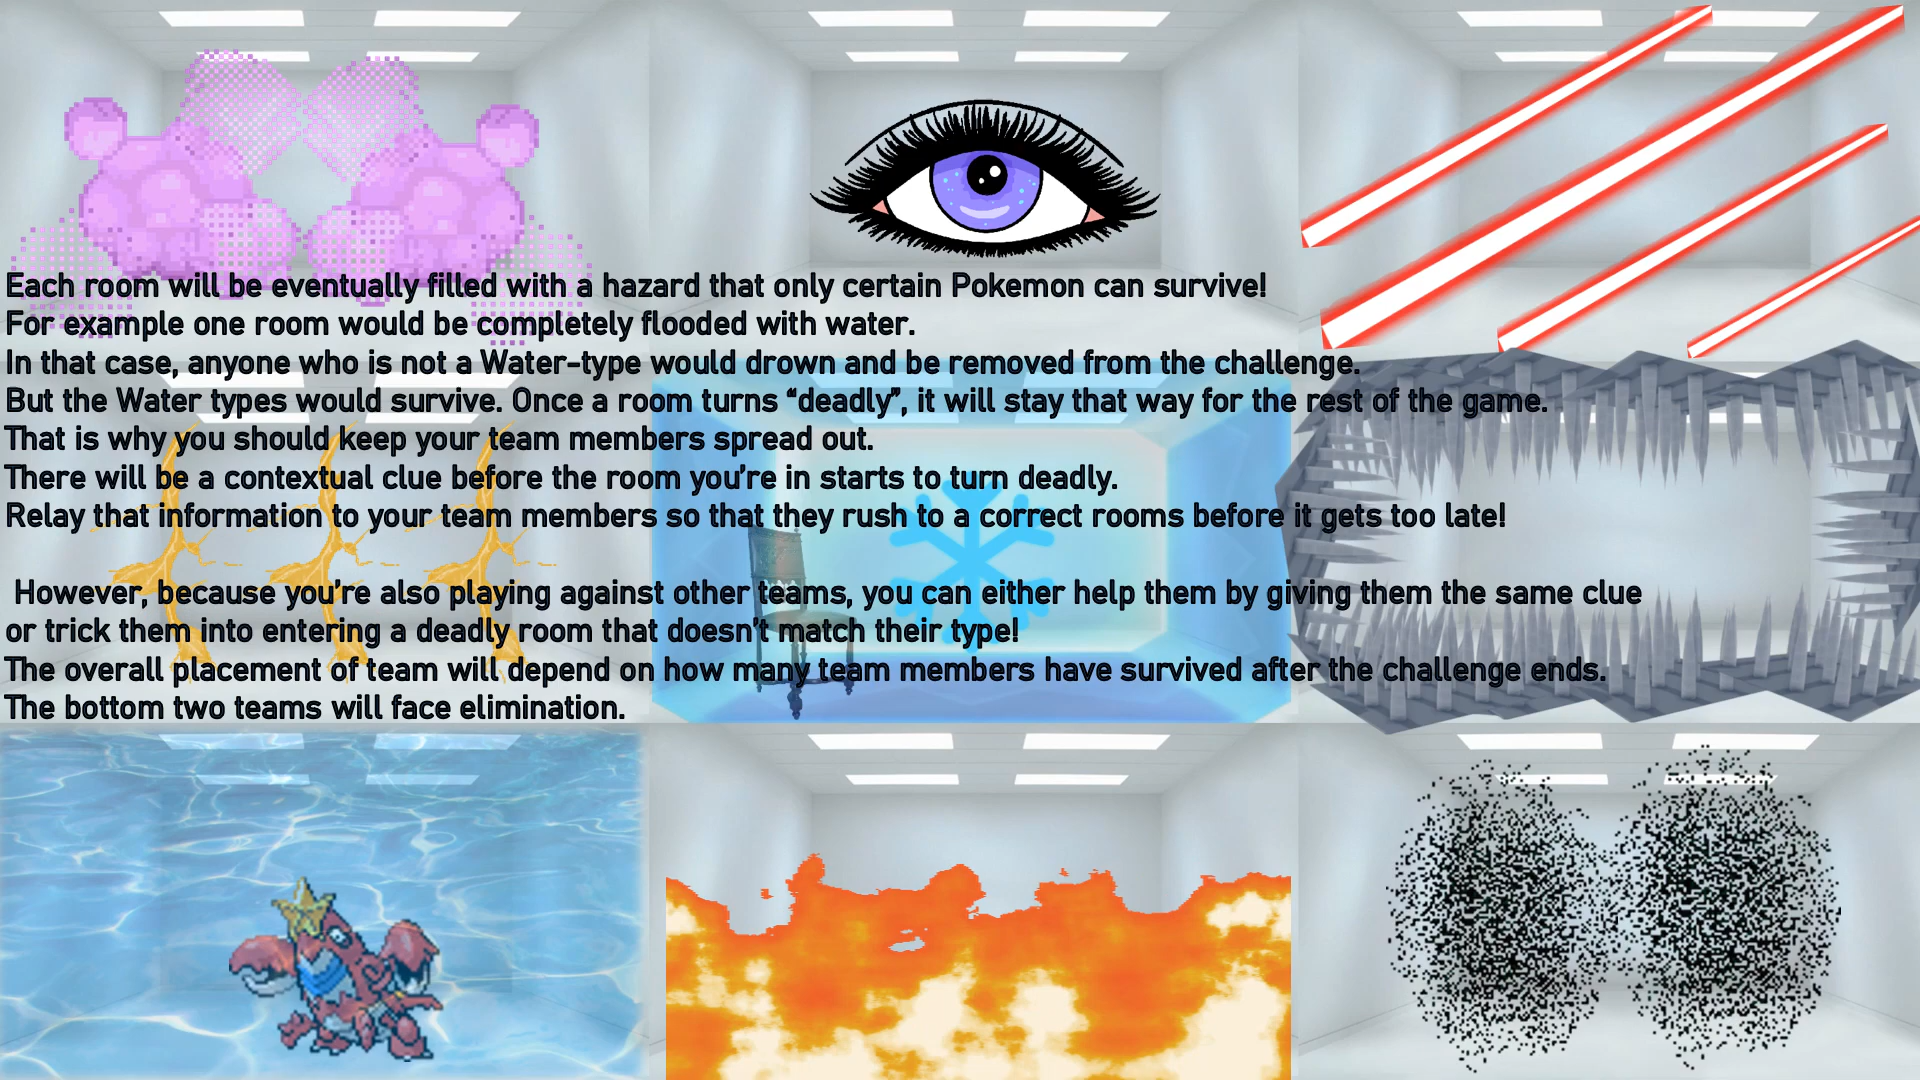 Each room will be eventually filled with a hazard that only certain Pokemon can survive!
For example one room would be completely flooded with water.
In that case, anyone who is not a Water-type would drown and be removed from the challenge.
But the Water types would survive. Once a room turns “deadly”, it will stay that way for the rest of the game.
That is why you should keep your team members spread out.
There will be a contextual clue before the room you’re in starts to turn deadly.
Relay that information to your team members so that they rush to a correct rooms before it gets too late!
However, because you’re also playing against other teams, you can either help them by giving them the same clue
or trick them into entering a deadly room that doesn’t match their type!
The overall placement of team will depend on how many team members have survived after the challenge ends.
The bottom two teams will face elimination.